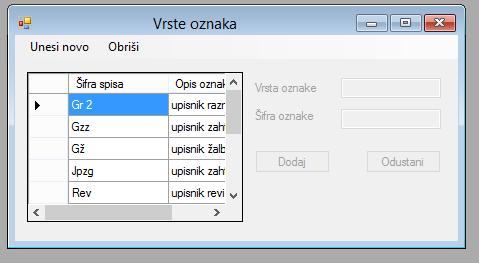 Vrste oznaka
Unesi novo Obriši
Šifra spisa Opis oznak
Gr 2 upisnik razr
Gzz upisnik zaht
Gž upisnik žalb
Jpzg upisnik zaht
Rev upisnik revi
Vrsta oznake
Šifra oznake
Dodaj Odustani